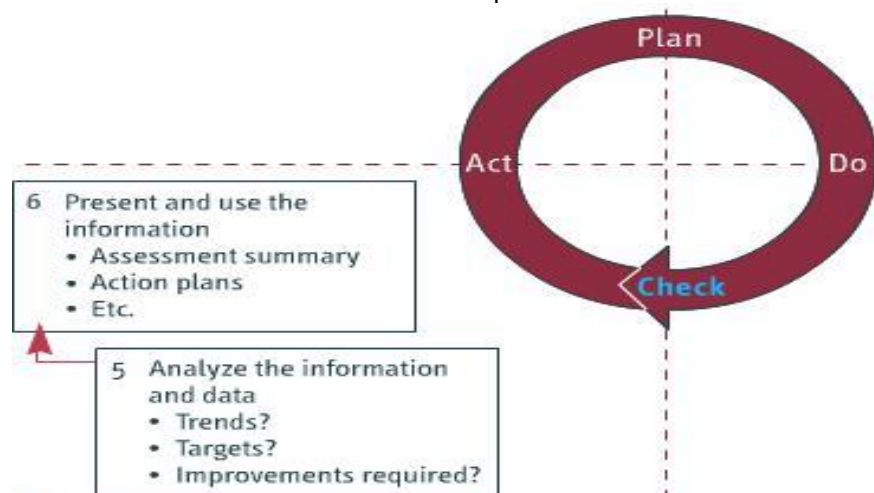 Plan
Act
Do
Check
6 Present and use the
information
• Assessment summary
• Action plans
• Etc.
5 Analyze the information
and data
• Trends?
• Targets?
• Improvements required?